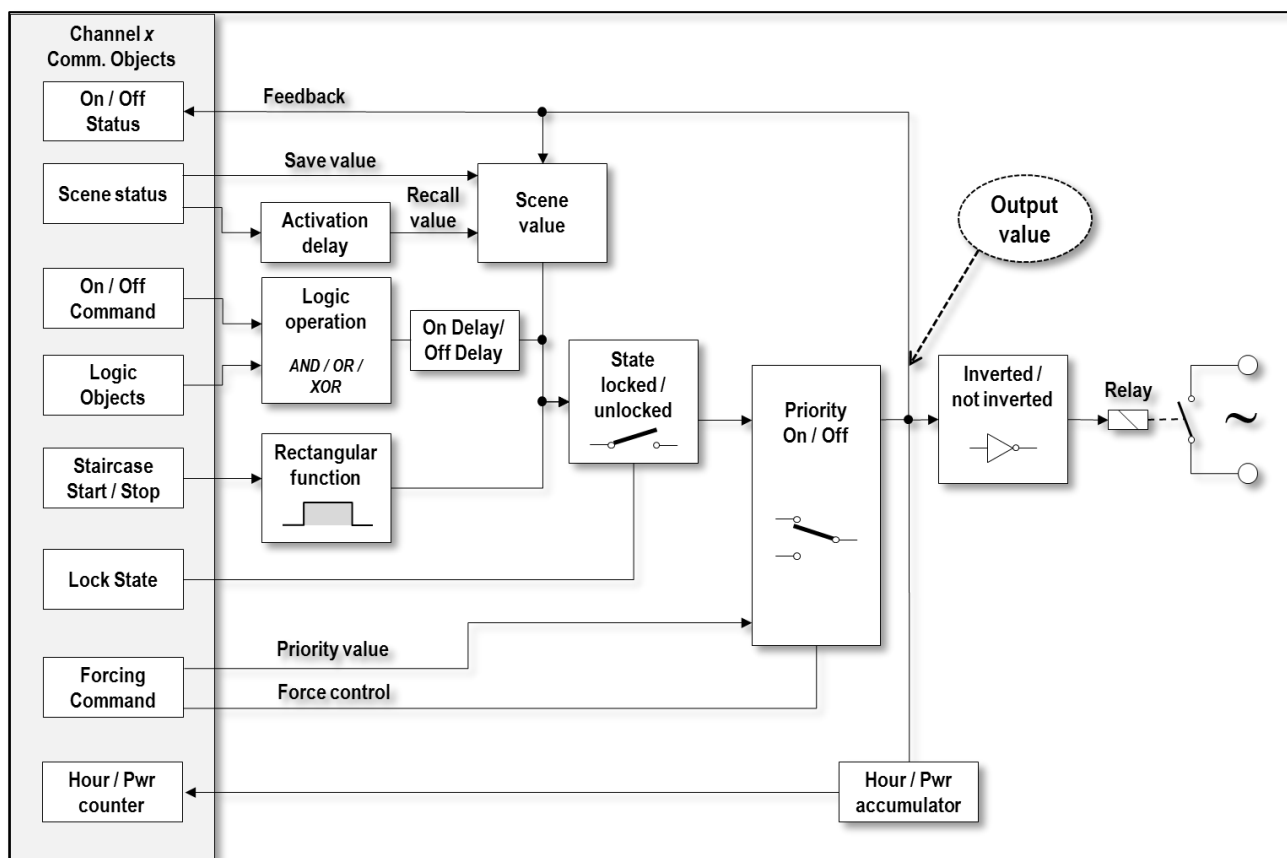 Channel x
Comm. Objects
On / Off
Status
Feedback
Scene status
Save value
Activation
delay
Recall
value
Scene
value
Output
value
On / Off
Command
Logic
Objects
Logic
operation
AND / OR /
XOR
On Delay/
Off Delay
State
locked /
unlocked
Priority
On / Off
Inverted /
not inverted
Relay
~
Staircase
Start / Stop
Rectangular
function
Lock State
Forcing
Command
Priority value
Force control
Hour / Pwr
counter
Hour / Pwr
accumulator